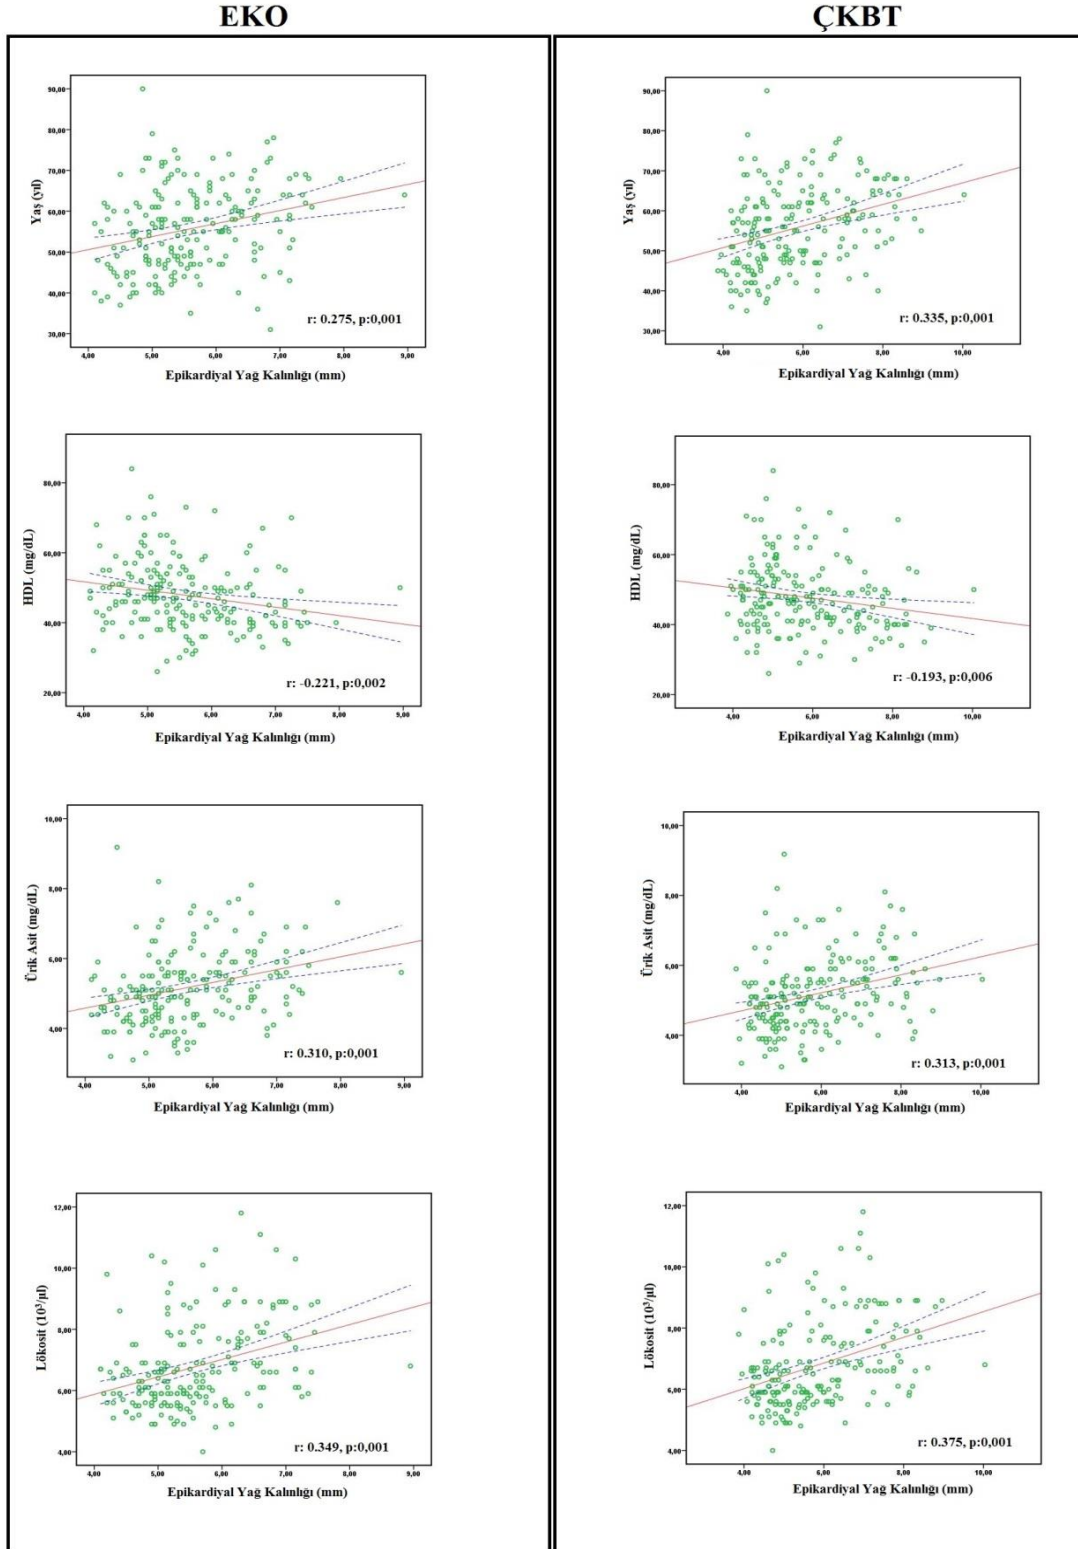 EKO
ÇKBT
90,00
80,00
70,00
60,00
50,00
40,00
30,00
Yaş (yıl)
4,00 5,00 6,00 7,00 8,00 9,00
Epikardiyal Yağ Kalınlığı (mm)
r: 0.275, p:0,001
90,00
80,00
70,00
60,00
50,00
40,00
30,00
Yaş (yıl)
4,00 6,00 8,00 10,00
Epikardiyal Yağ Kalınlığı (mm)
r: 0.335, p:0,001
80,00
60,00
40,00
20,00
HDL (mg/dL)
4,00 5,00 6,00 7,00 8,00 9,00
Epikardiyal Yağ Kalınlığı (mm)
r: -0.221, p:0,002
80,00
60,00
40,00
20,00
HDL (mg/dL)
4,00 6,00 8,00 10,00
Epikardiyal Yağ Kalınlığı (mm)
r: -0.193, p:0,006
10,00
8,00
6,00
4,00
Ürik Asit (mg/dL)
4,00 5,00 6,00 7,00 8,00 9,00
Epikardiyal Yağ Kalınlığı (mm)
r: 0.310, p:0,001
10,00
8,00
6,00
4,00
Ürik Asit (mg/dL)
4,00 6,00 8,00 10,00
Epikardiyal Yağ Kalınlığı (mm)
r: 0.313, p:0,001
12,00
10,00
8,00
6,00
4,00
Lökosit (10³/µl)
4,00 5,00 6,00 7,00 8,00 9,00
Epikardiyal Yağ Kalınlığı (mm)
r: 0.349, p:0,001
12,00
10,00
8,00
6,00
4,00
Lökosit (10³/µl)
4,00 6,00 8,00 10,00
Epikardiyal Yağ Kalınlığı (mm)
r: 0.375, p:0,001